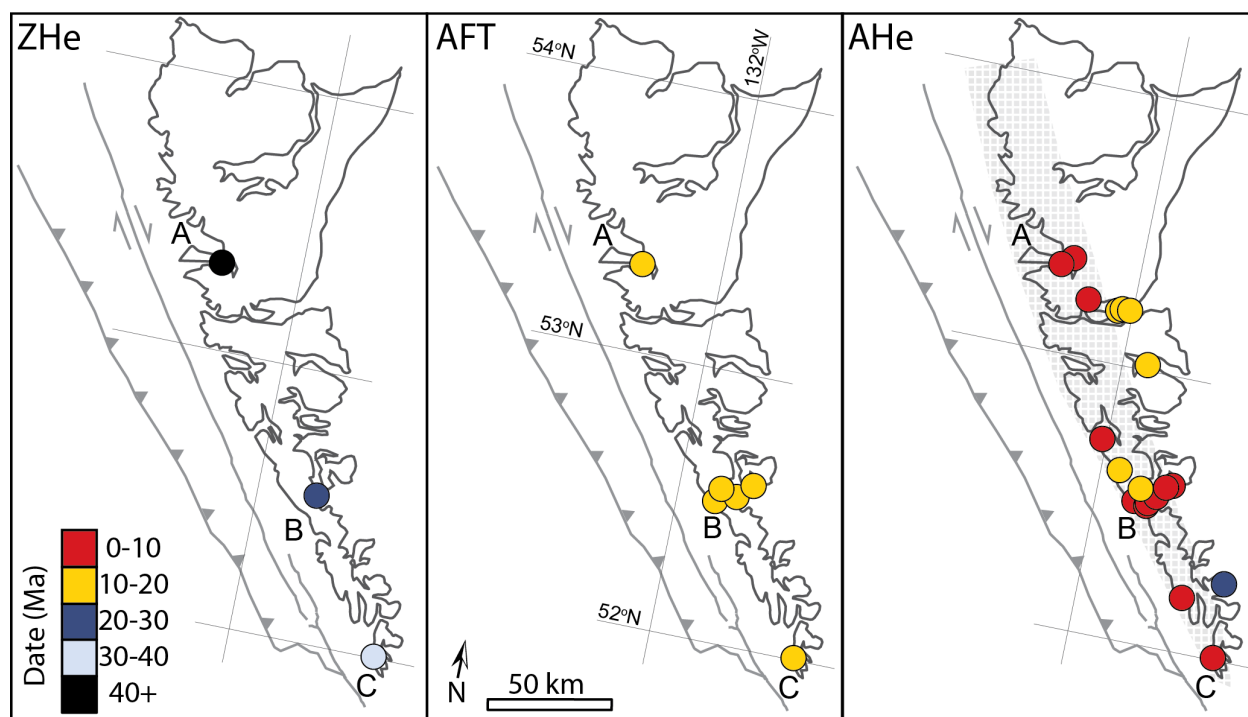 ZHe
A
B
C
Date (Ma)
0-10
10-20
20-30
30-40
40+
AFT
54°N
132°W
A
53°N
B
52°N
C
N
50 km
AHe
A
B
C